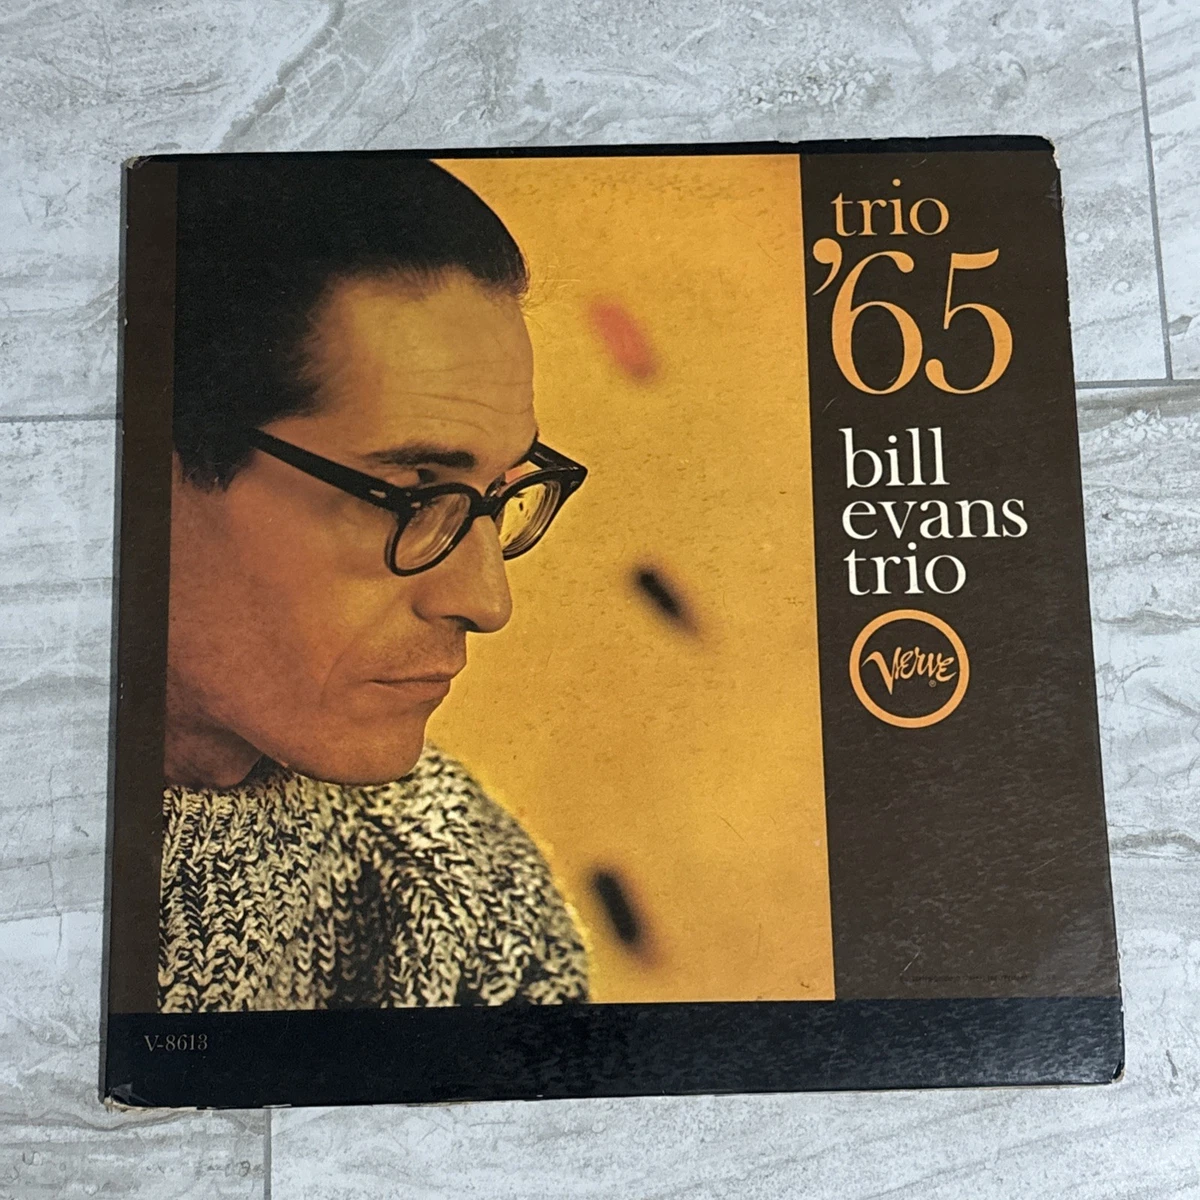 trio
'65
bill
evans
trio
Verve
®
V-8613